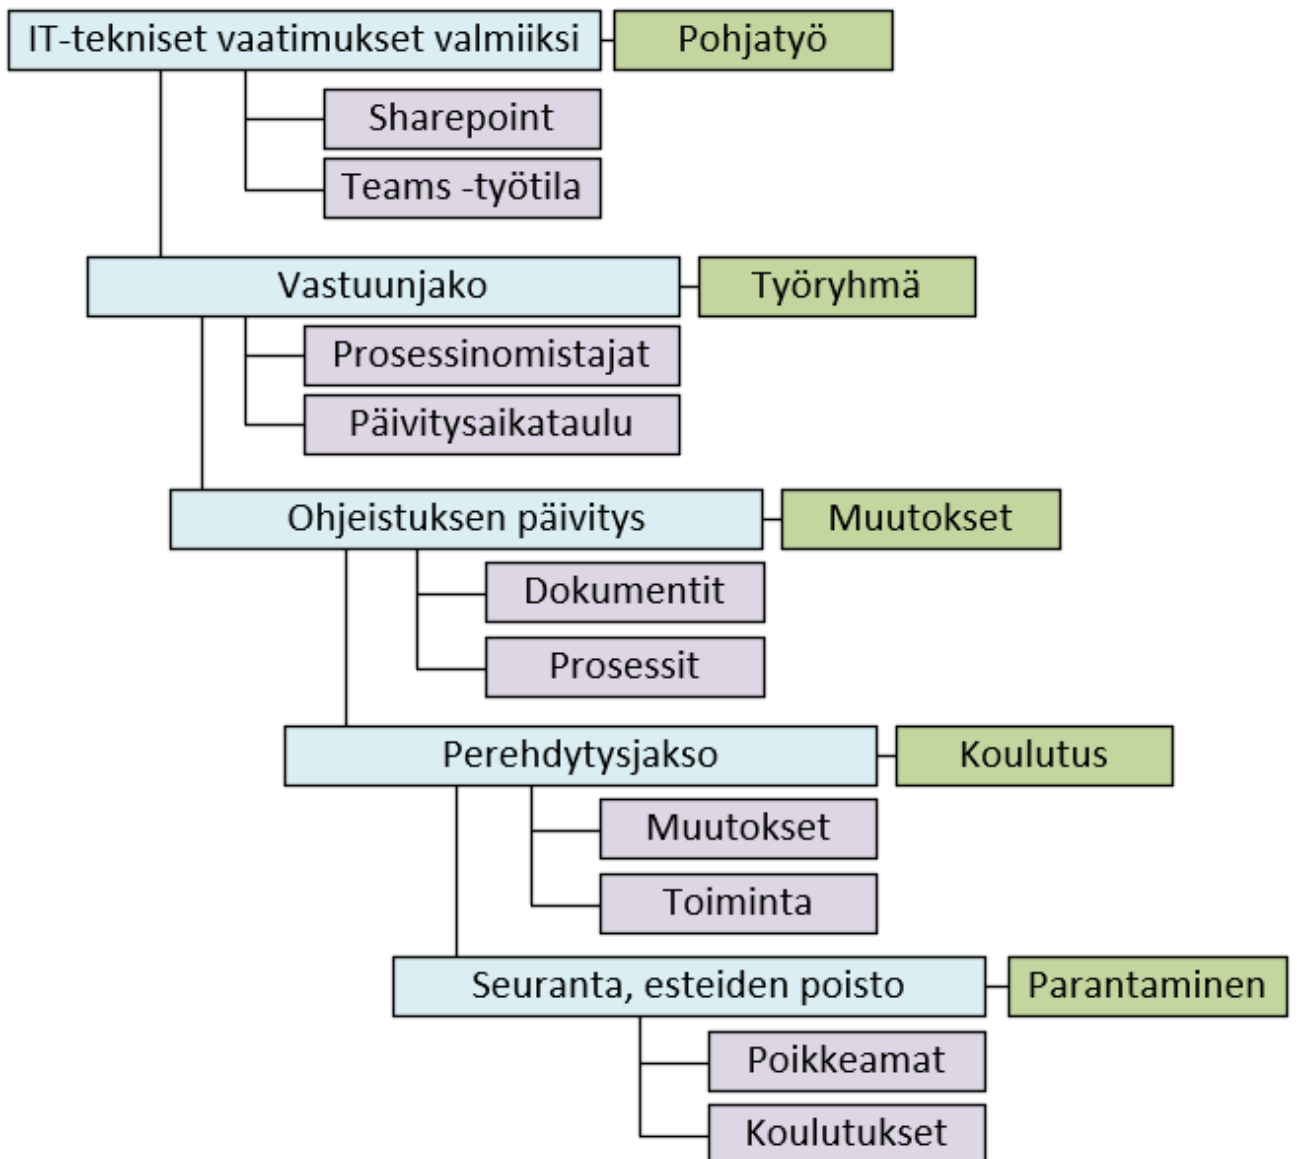 IT-tekniset vaatimukset valmiiksi
Pohjatyö
Sharepoint
Teams -työtila
Vastuunjako
Työryhmä
Prosessinomistajat
Päivitysaikataulu
Ohjeistuksen päivitys
Muutokset
Dokumentit
Prosessit
Perehdytysjakso
Koulutus
Muutokset
Toiminta
Seuranta, esteiden poisto
Parantaminen
Poikkeamat
Koulutukset